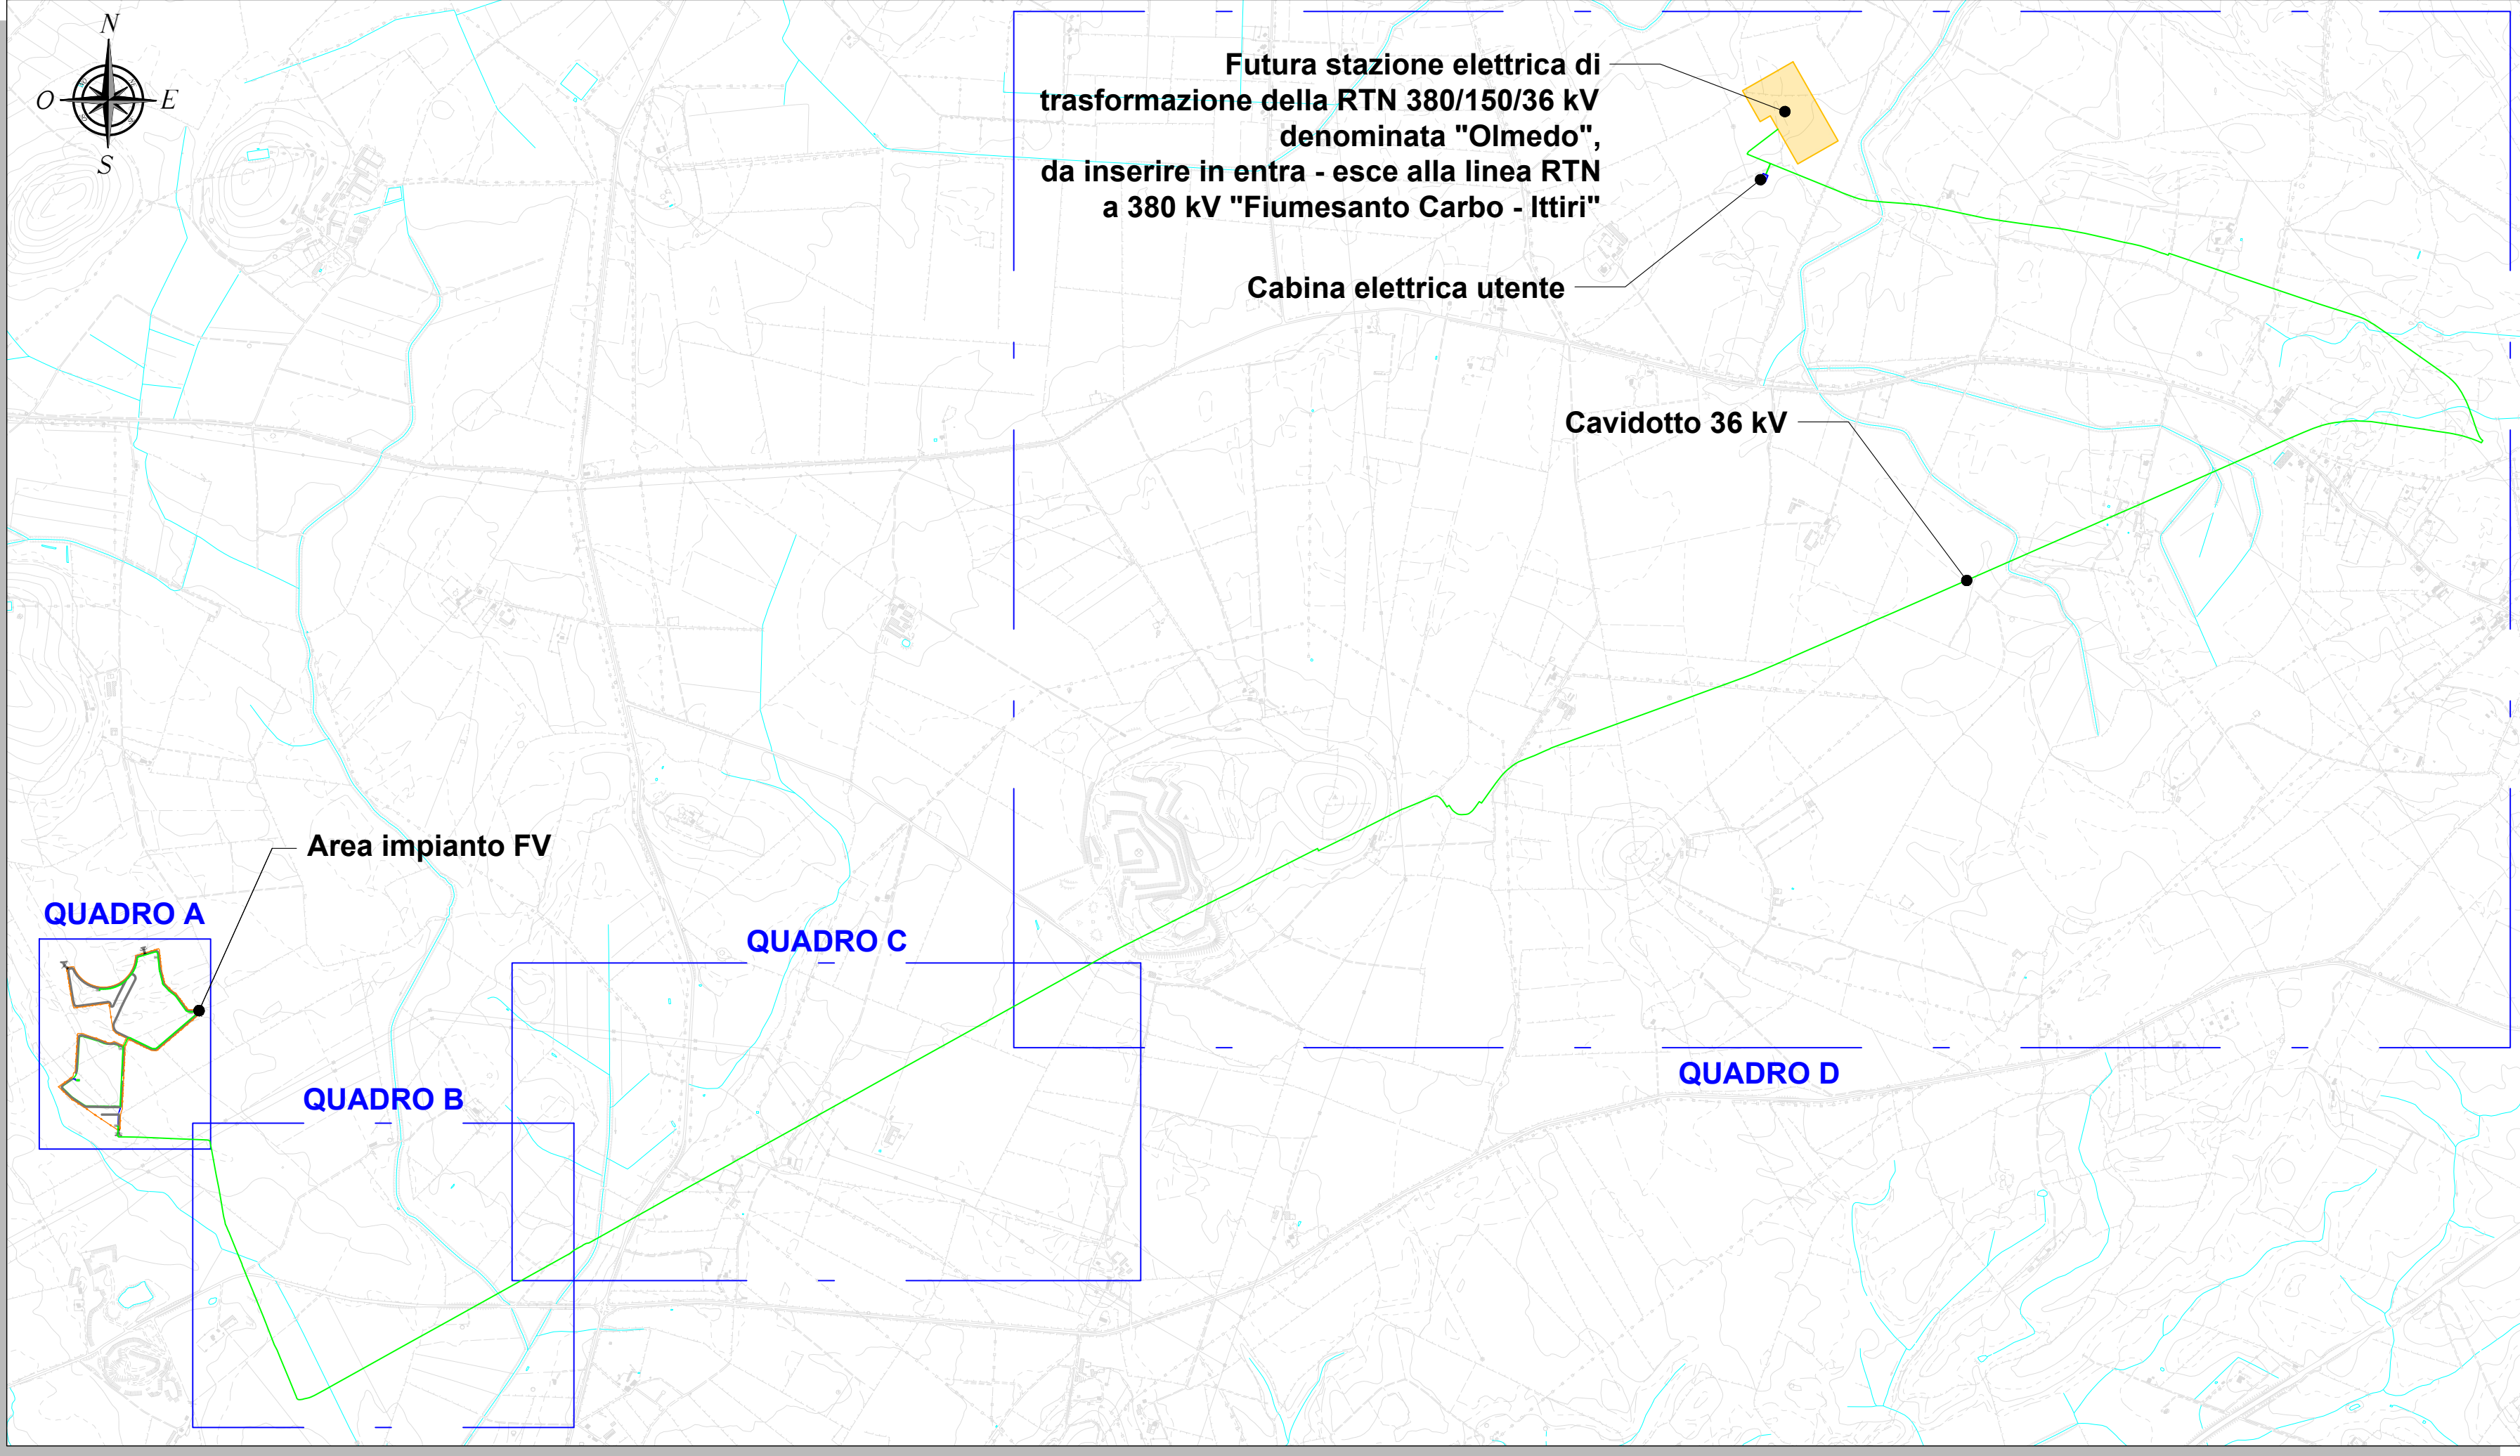 N
O
E
S
Futura stazione elettrica di
trasformazione della RTN 380/150/36 kV
denominata "Olmedo",
da inserire in entra - esce alla linea RTN
a 380 kV "Fiumesanto Carbo - Ittiri"
Cabina elettrica utente
Cavidotto 36 kV
Area impianto FV
QUADRO A
QUADRO C
QUADRO D
QUADRO B